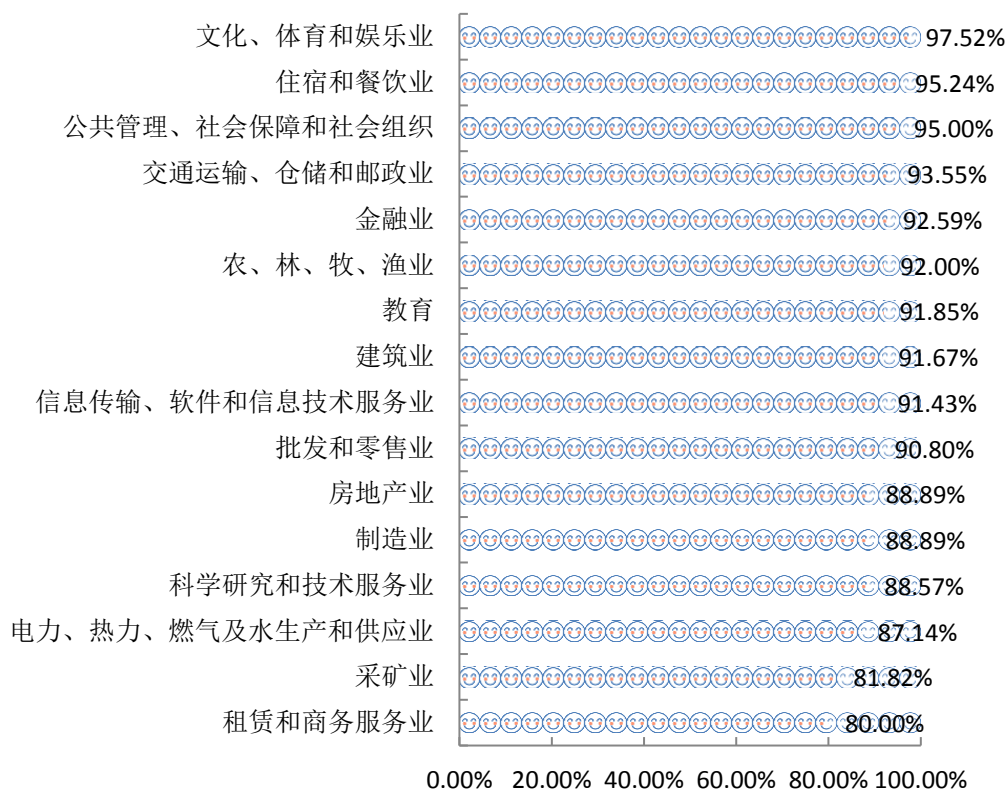 文化、体育和娱乐业 97.52%
住宿和餐饮业 95.24%
公共管理、社会保障和社会组织 95.00%
交通运输、仓储和邮政业 93.55%
金融业 92.59%
农、林、牧、渔业 92.00%
教育 91.85%
建筑业 91.67%
信息传输、软件和信息技术服务业 91.43%
批发和零售业 90.80%
房地产业 88.89%
制造业 88.89%
科学研究和技术服务业 88.57%
电力、热力、燃气及水生产和供应业 87.14%
采矿业 81.82%
租赁和商务服务业 80.00%
0.00% 20.00% 40.00% 60.00% 80.00% 100.00%